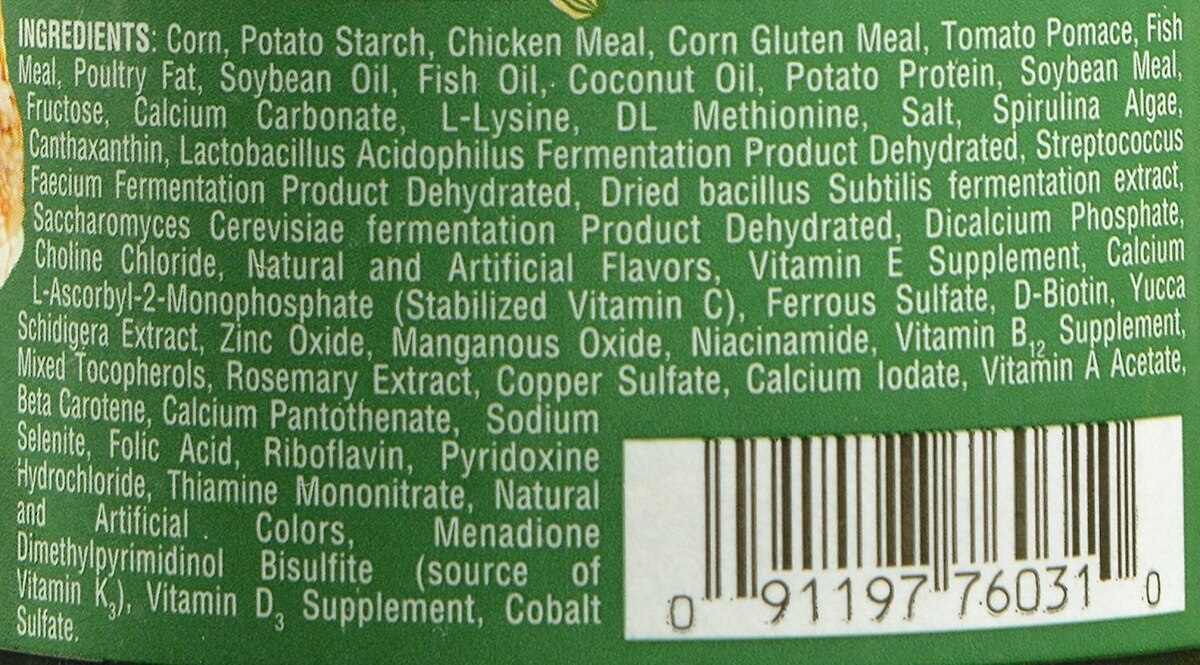 INGREDIENTS: Corn, Potato Starch, Chicken Meal, Corn Gluten Meal, Tomato Pomace, Fish
Meal, Poultry Fat, Soybean Oil, Fish Oil, Coconut Oil, Potato Protein, Soybean Meal,
Fructose, Calcium Carbonate, L-Lysine, DL Methionine, Salt, Spirulina Algae,
Canthaxanthin, Lactobacillus Acidophilus Fermentation Product Dehydrated, Streptococcus
Faecium Fermentation Product Dehydrated, Dried bacillus Subtilis fermentation extract,
Saccharomyces Cerevisiae fermentation Product Dehydrated, Dicalcium Phosphate,
Choline Chloride, Natural and Artificial Flavors, Vitamin E Supplement, Calcium
L-Ascorbyl-2-Monophosphate (Stabilized Vitamin C), Ferrous Sulfate, D-Biotin, Yucca
Schidigera Extract, Zinc Oxide, Manganous Oxide, Niacinamide, Vitamin B12 Supplement,
Mixed Tocopherols, Rosemary Extract, Copper Sulfate, Calcium Iodate, Vitamin A Acetate,
Beta Carotene, Calcium Pantothenate, Sodium
Selenite, Folic Acid, Riboflavin, Pyridoxine
Hydrochloride, Thiamine Mononitrate, Natural
and Artificial Colors, Menadione
Dimethylpyrimidinol Bisulfite (source of
Vitamin K3), Vitamin D3 Supplement, Cobalt
Sulfate.
0 91197 76031 0